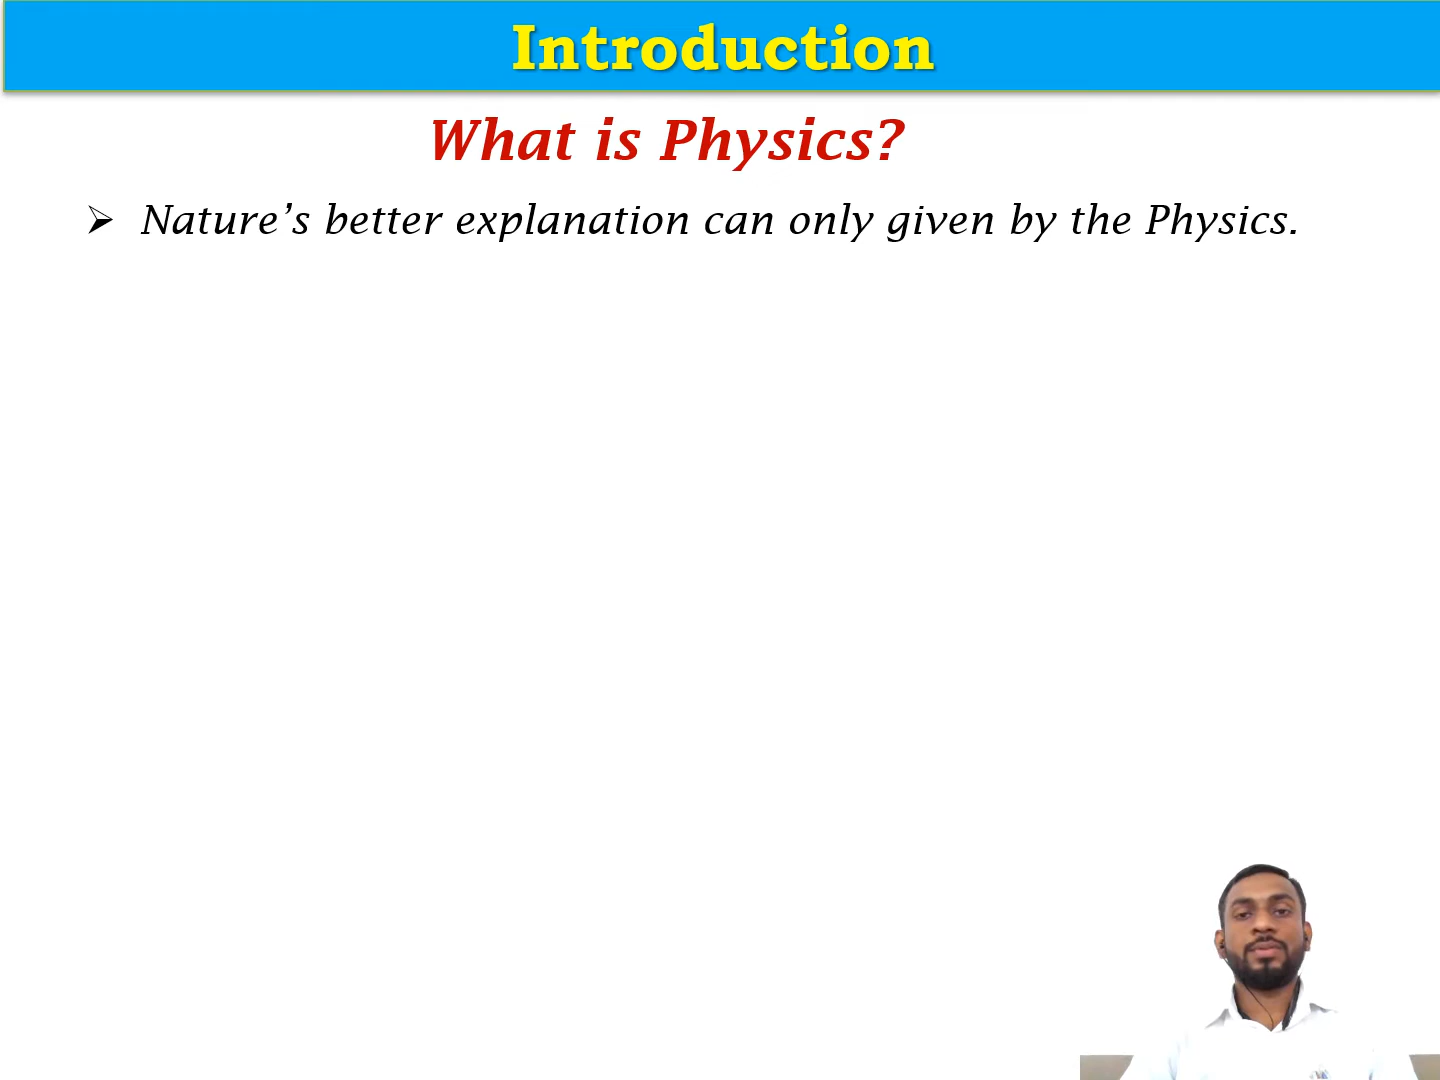 Introduction
What is Physics?
➢ Nature’s better explanation can only given by the Physics.